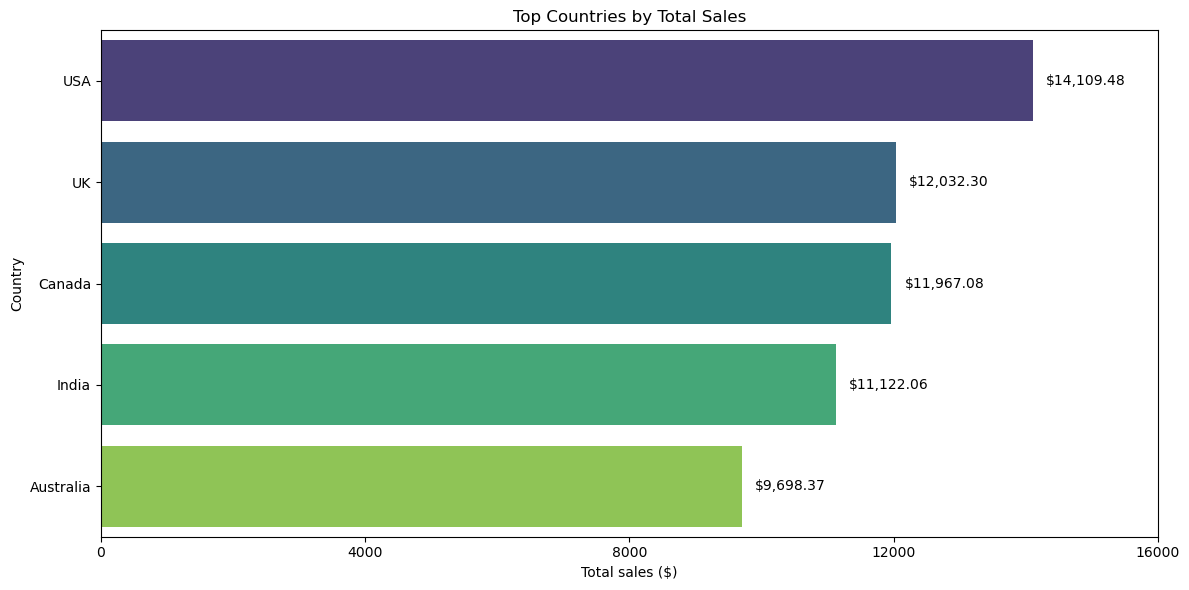 Top Countries by Total Sales
Country
USA
$14,109.48
UK
$12,032.30
Canada
$11,967.08
India
$11,122.06
Australia
$9,698.37
0
4000
8000
12000
16000
Total sales ($)